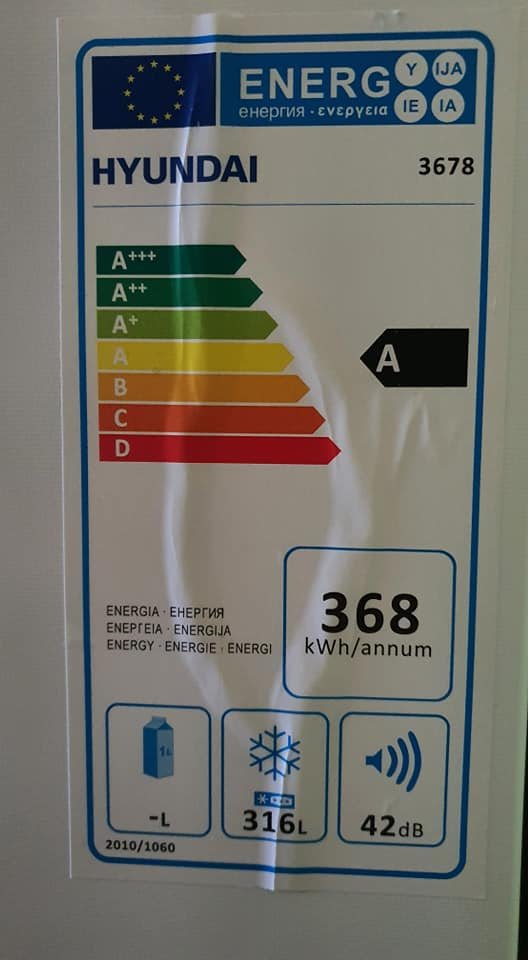 ENERG Y IJA
енергия · ενεργεια IE IA
HYUNDAI 3678
A+++
A++
A+
A
A
B
C
D
368
kWh/annum
ENERGIA · ЕНЕРГИЯ
ΕΝΕΡΓΕΙΑ · ENERGIJA
ENERGY · ENERGIE · ENERGI
1L
-L
316L
42dB
2010/1060